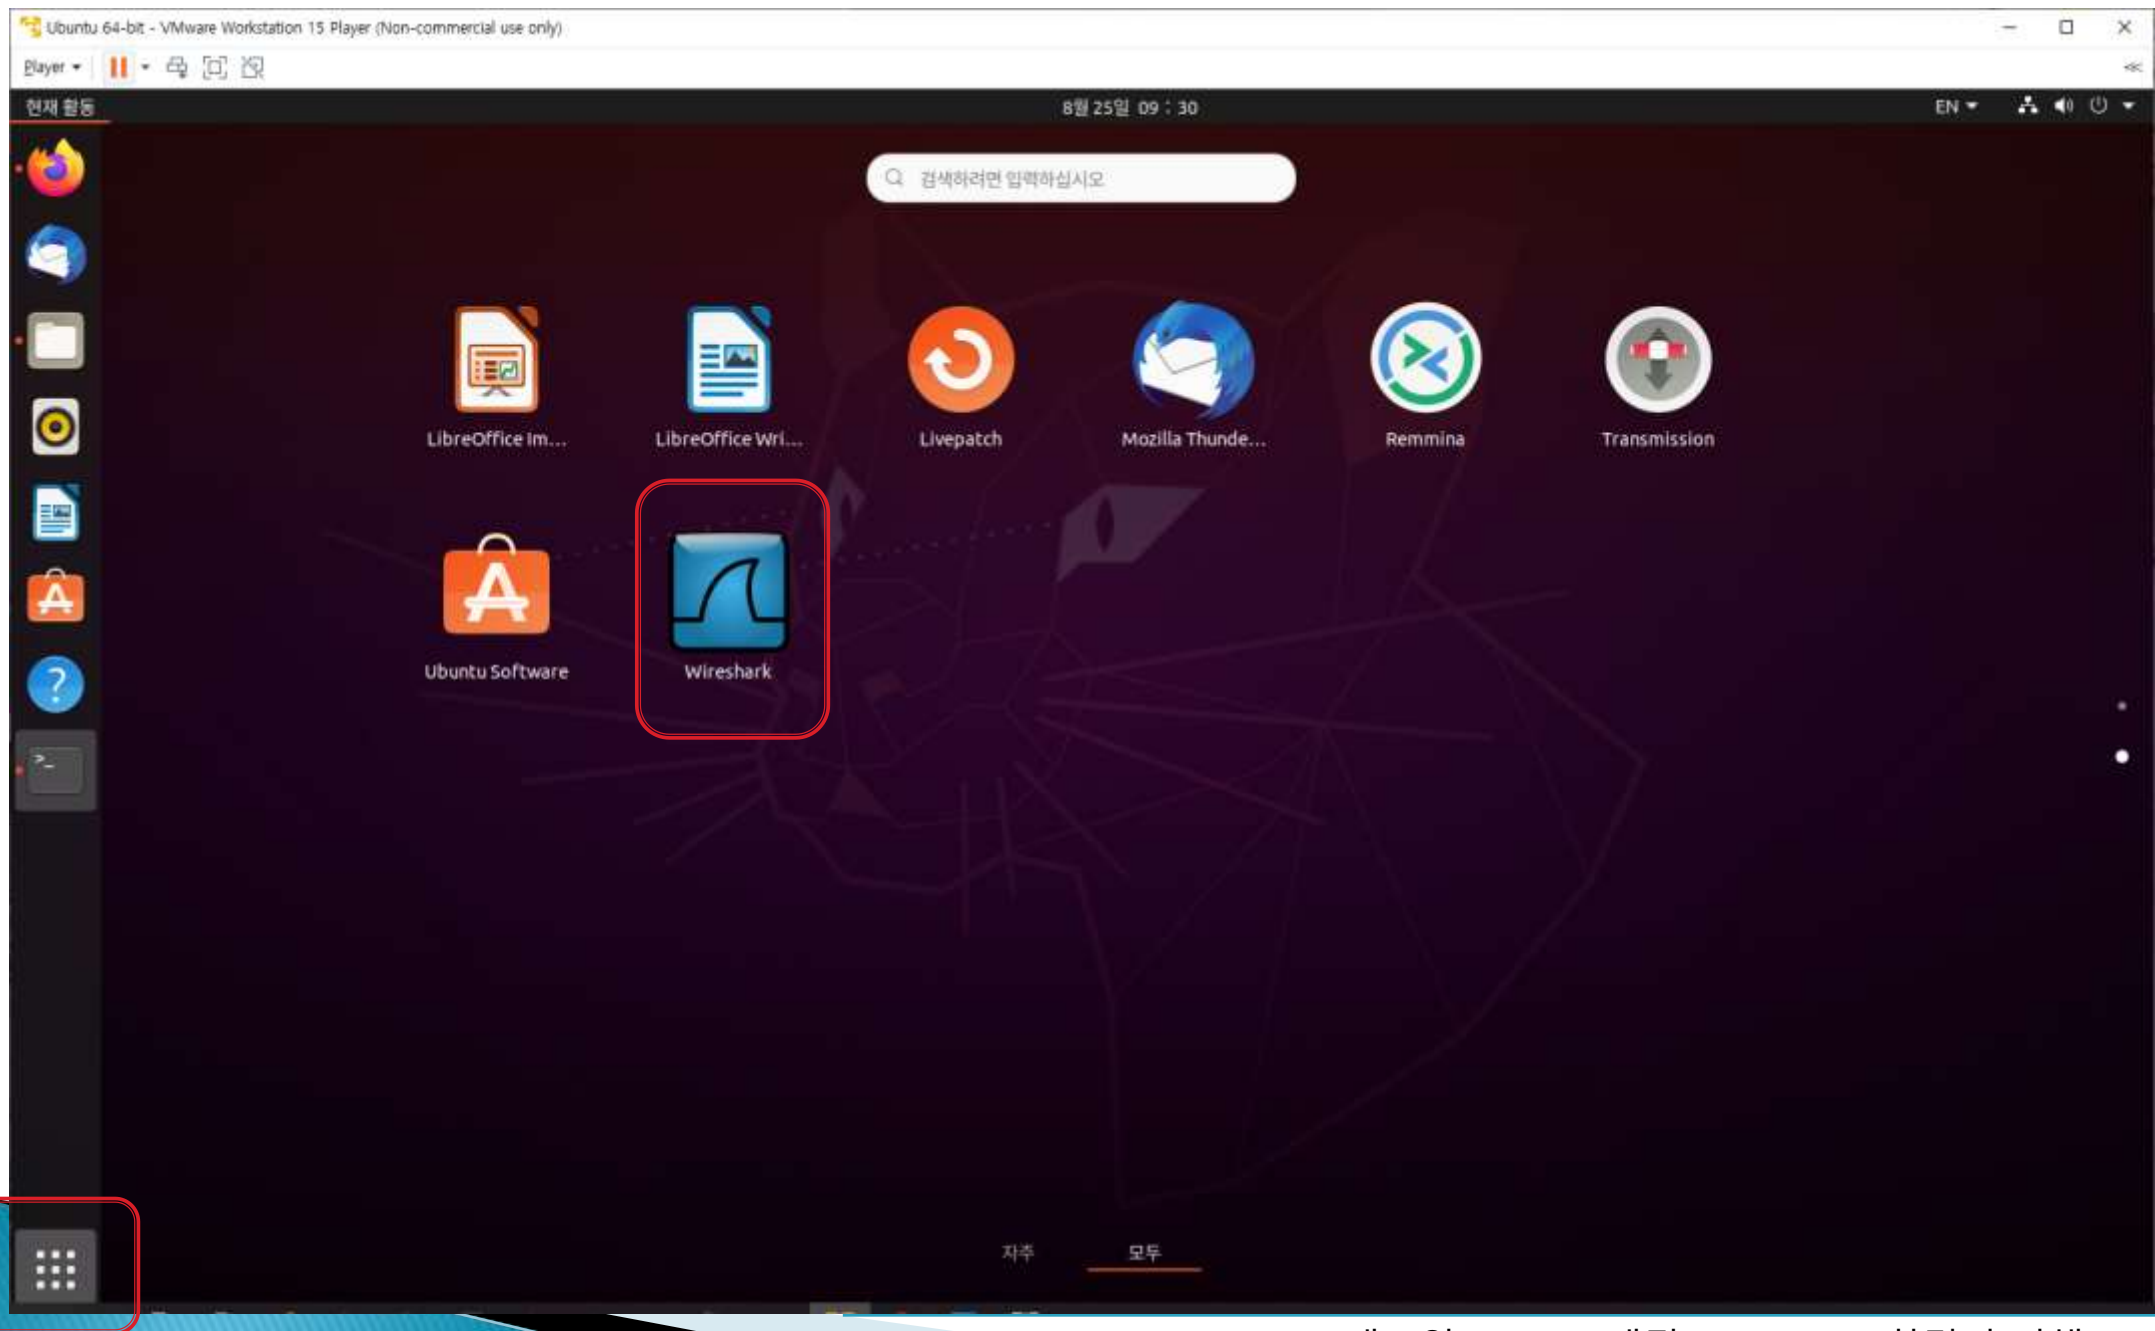 Ubuntu 64-bit - VMware Workstation 15 Player (Non-commercial use only)
Player
현재 활동
8월 25일 09 : 30
EN
검색하려면 입력하십시오
LibreOffice Im...
LibreOffice Wri...
Livepatch
Mozilla Thunde...
Remmina
Transmission
Ubuntu Software
Wireshark
자주
모두